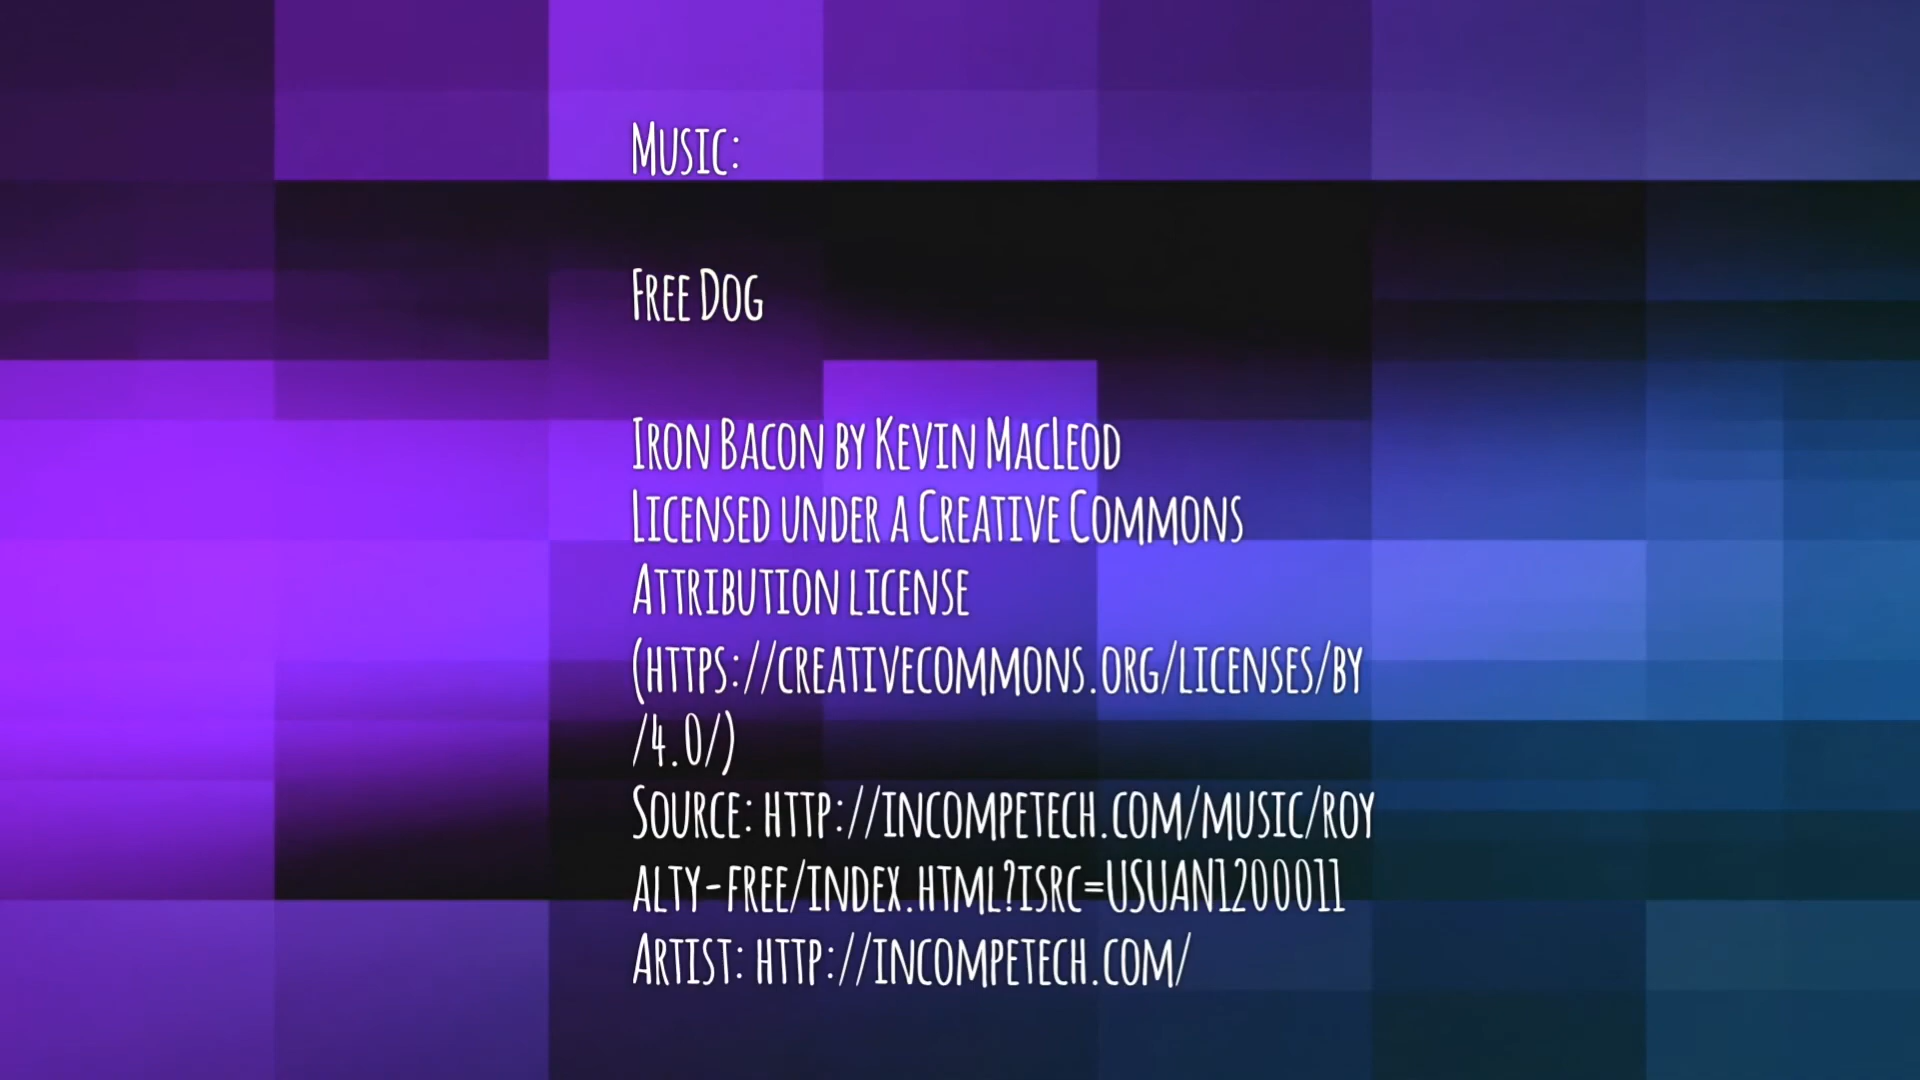 Music:
Free Dog
Iron Bacon by Kevin MacLeod
Licensed under a Creative Commons
Attribution license
(https://creativecommons.org/licenses/by
/4.0/)
Source: http://incompetech.com/music/roy
alty-free/index.html?isrc=USUAN1200011
Artist: http://incompetech.com/